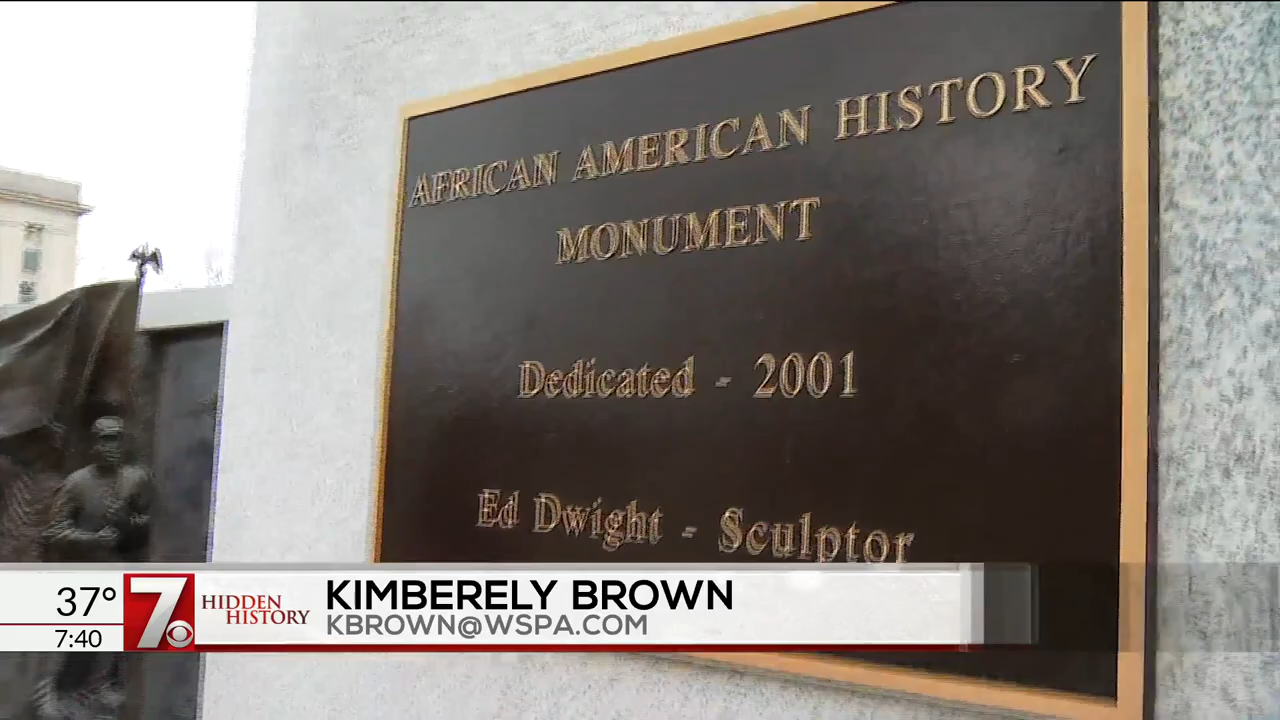 AFRICAN AMERICAN HISTORY
MONUMENT
Dedicated - 2001
Ed Dwight - Sculptor
37°
7:40
7
HIDDEN
HISTORY
KIMBERELY BROWN
KBROWN@WSPA.COM